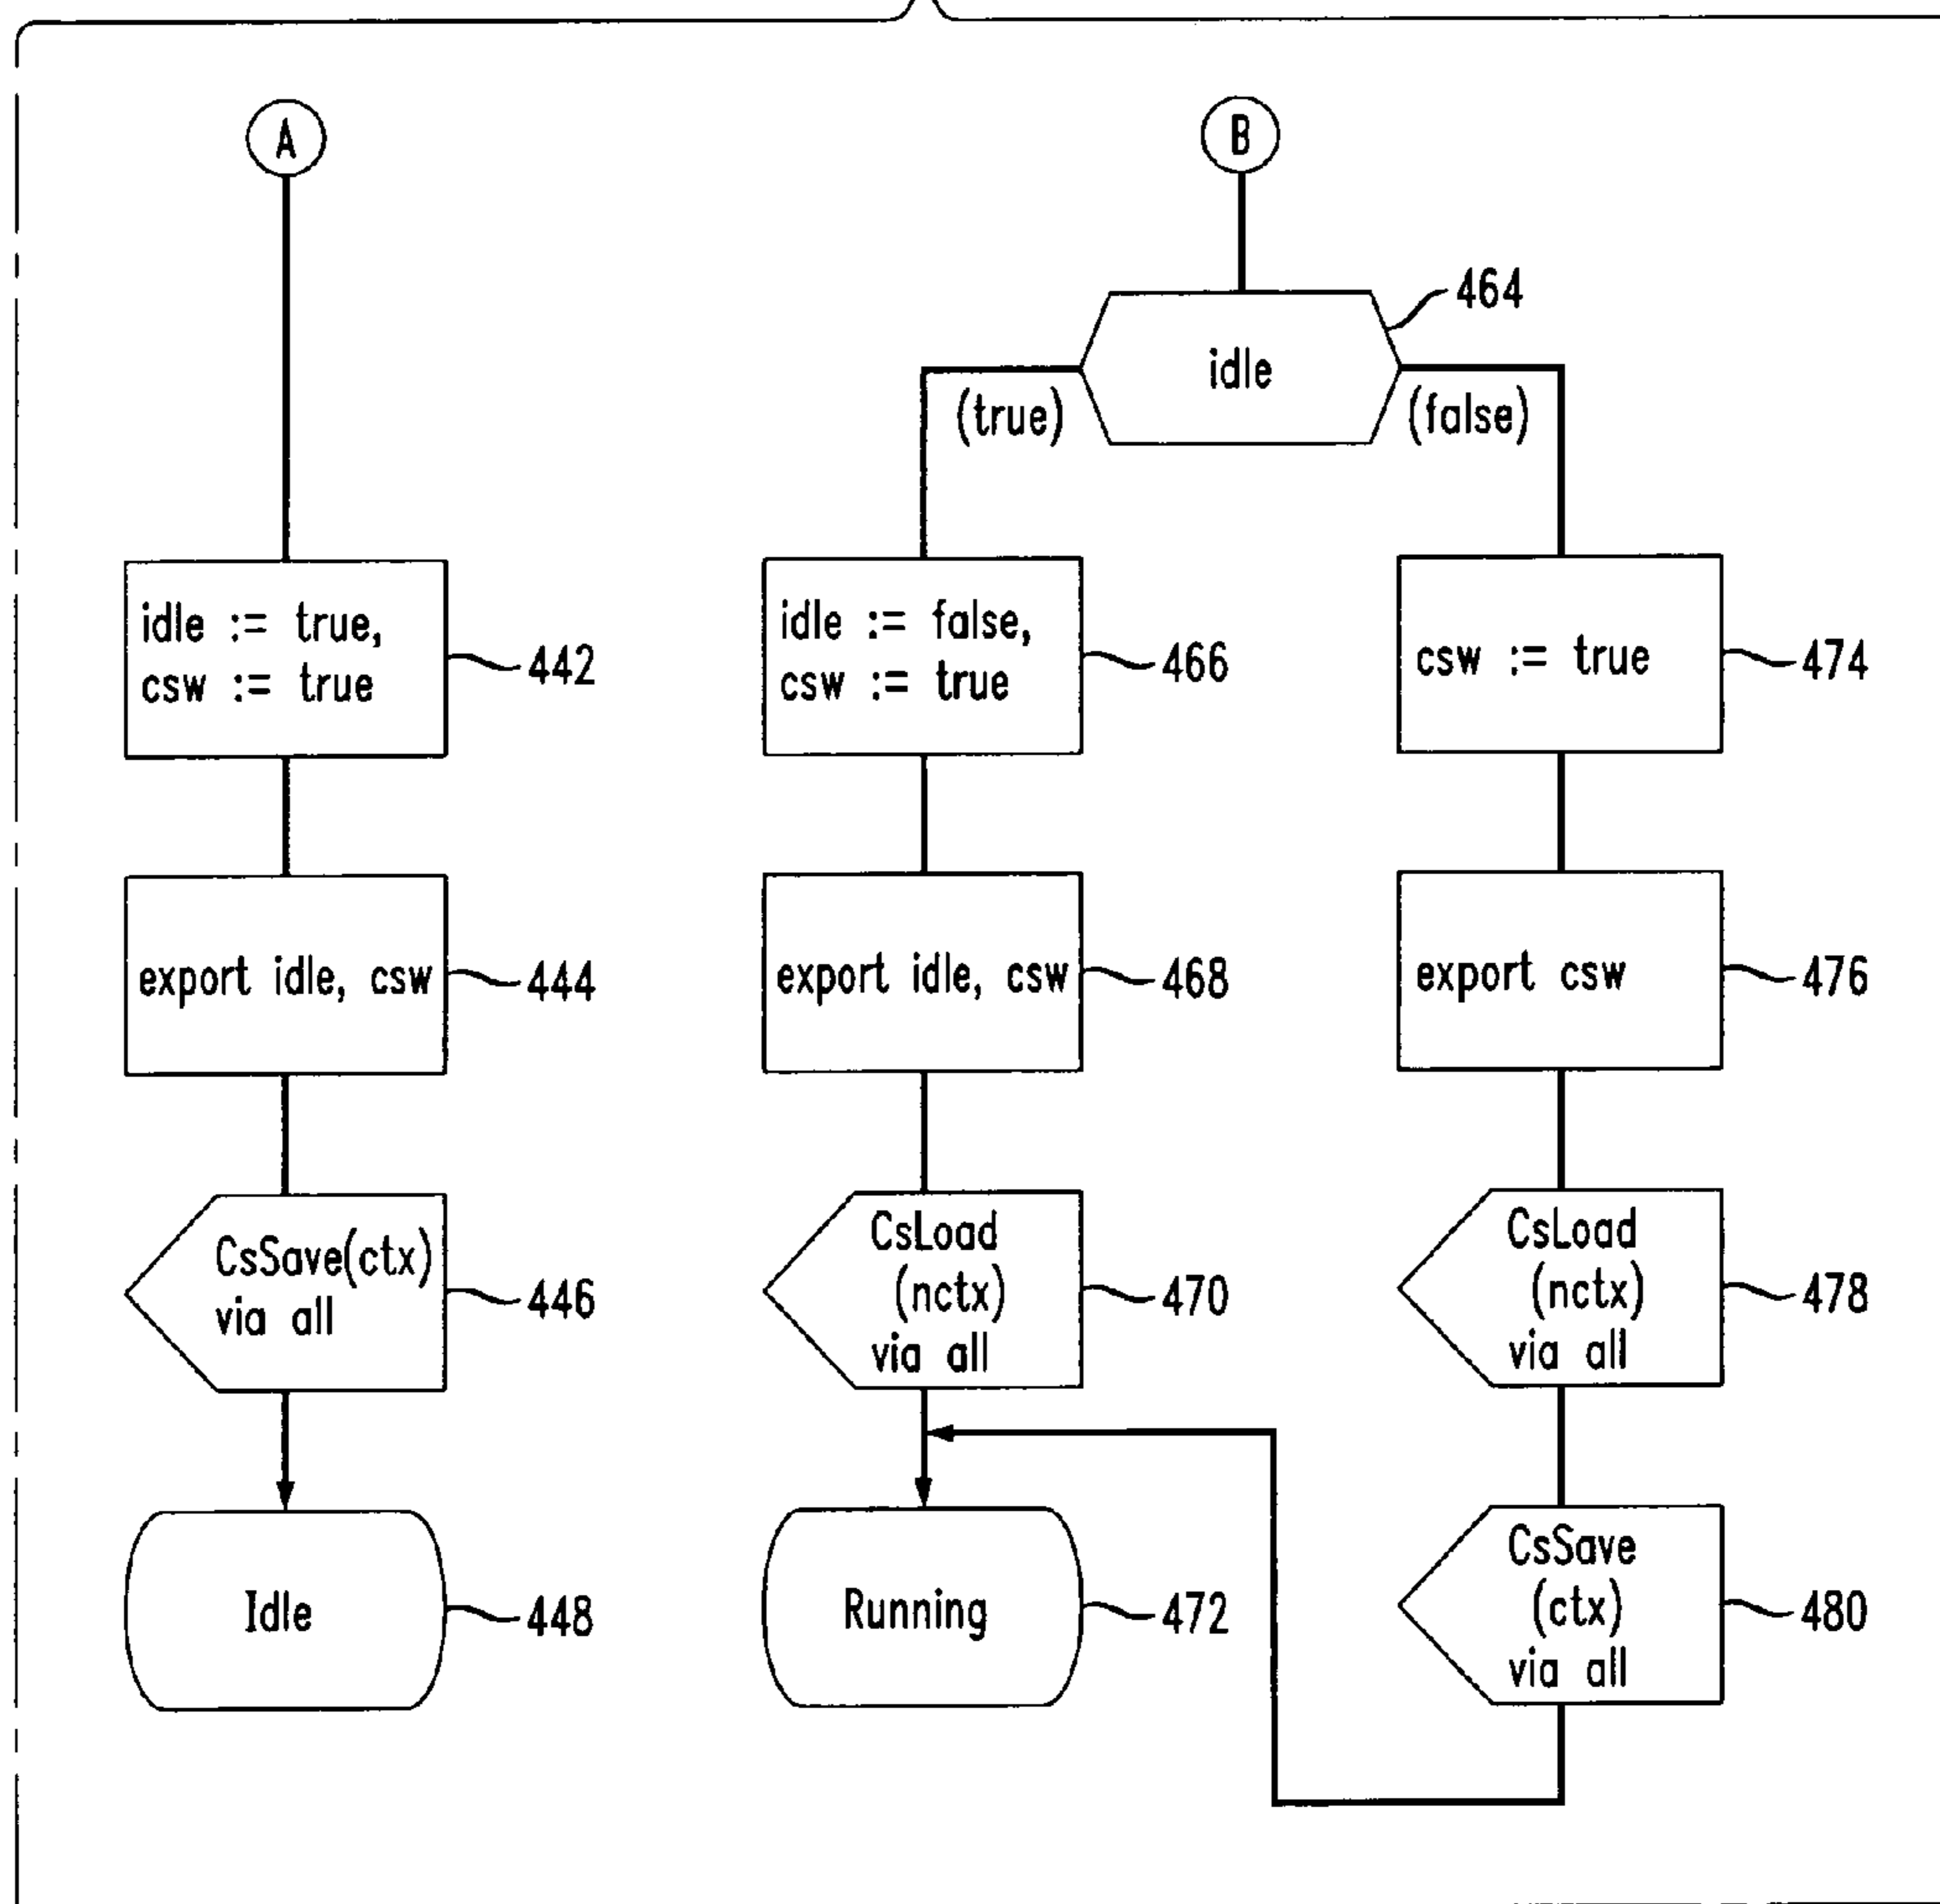 A
B
464
idle
(true)
(false)
idle := true,
csw := true
442
idle := false,
csw := true
466
csw := true
474
export idle, csw
444
export idle, csw
468
export csw
476
CsSave(ctx)
via all
446
CsLoad
(nctx)
via all
470
CsLoad
(nctx)
via all
478
Idle
448
Running
472
CsSave
(ctx)
via all
480